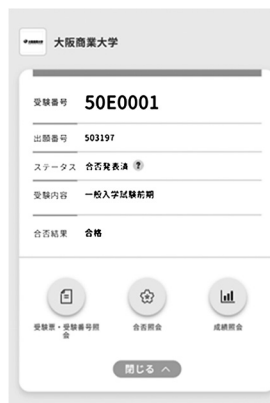 大阪商業大学
受験番号 50E0001
出願番号 503197
ステータス 合否発表済 ?
受験内容 一般入学試験前期
合否結果 合格
受験票・受験番号照
会
合否照会
成績照会
閉じる